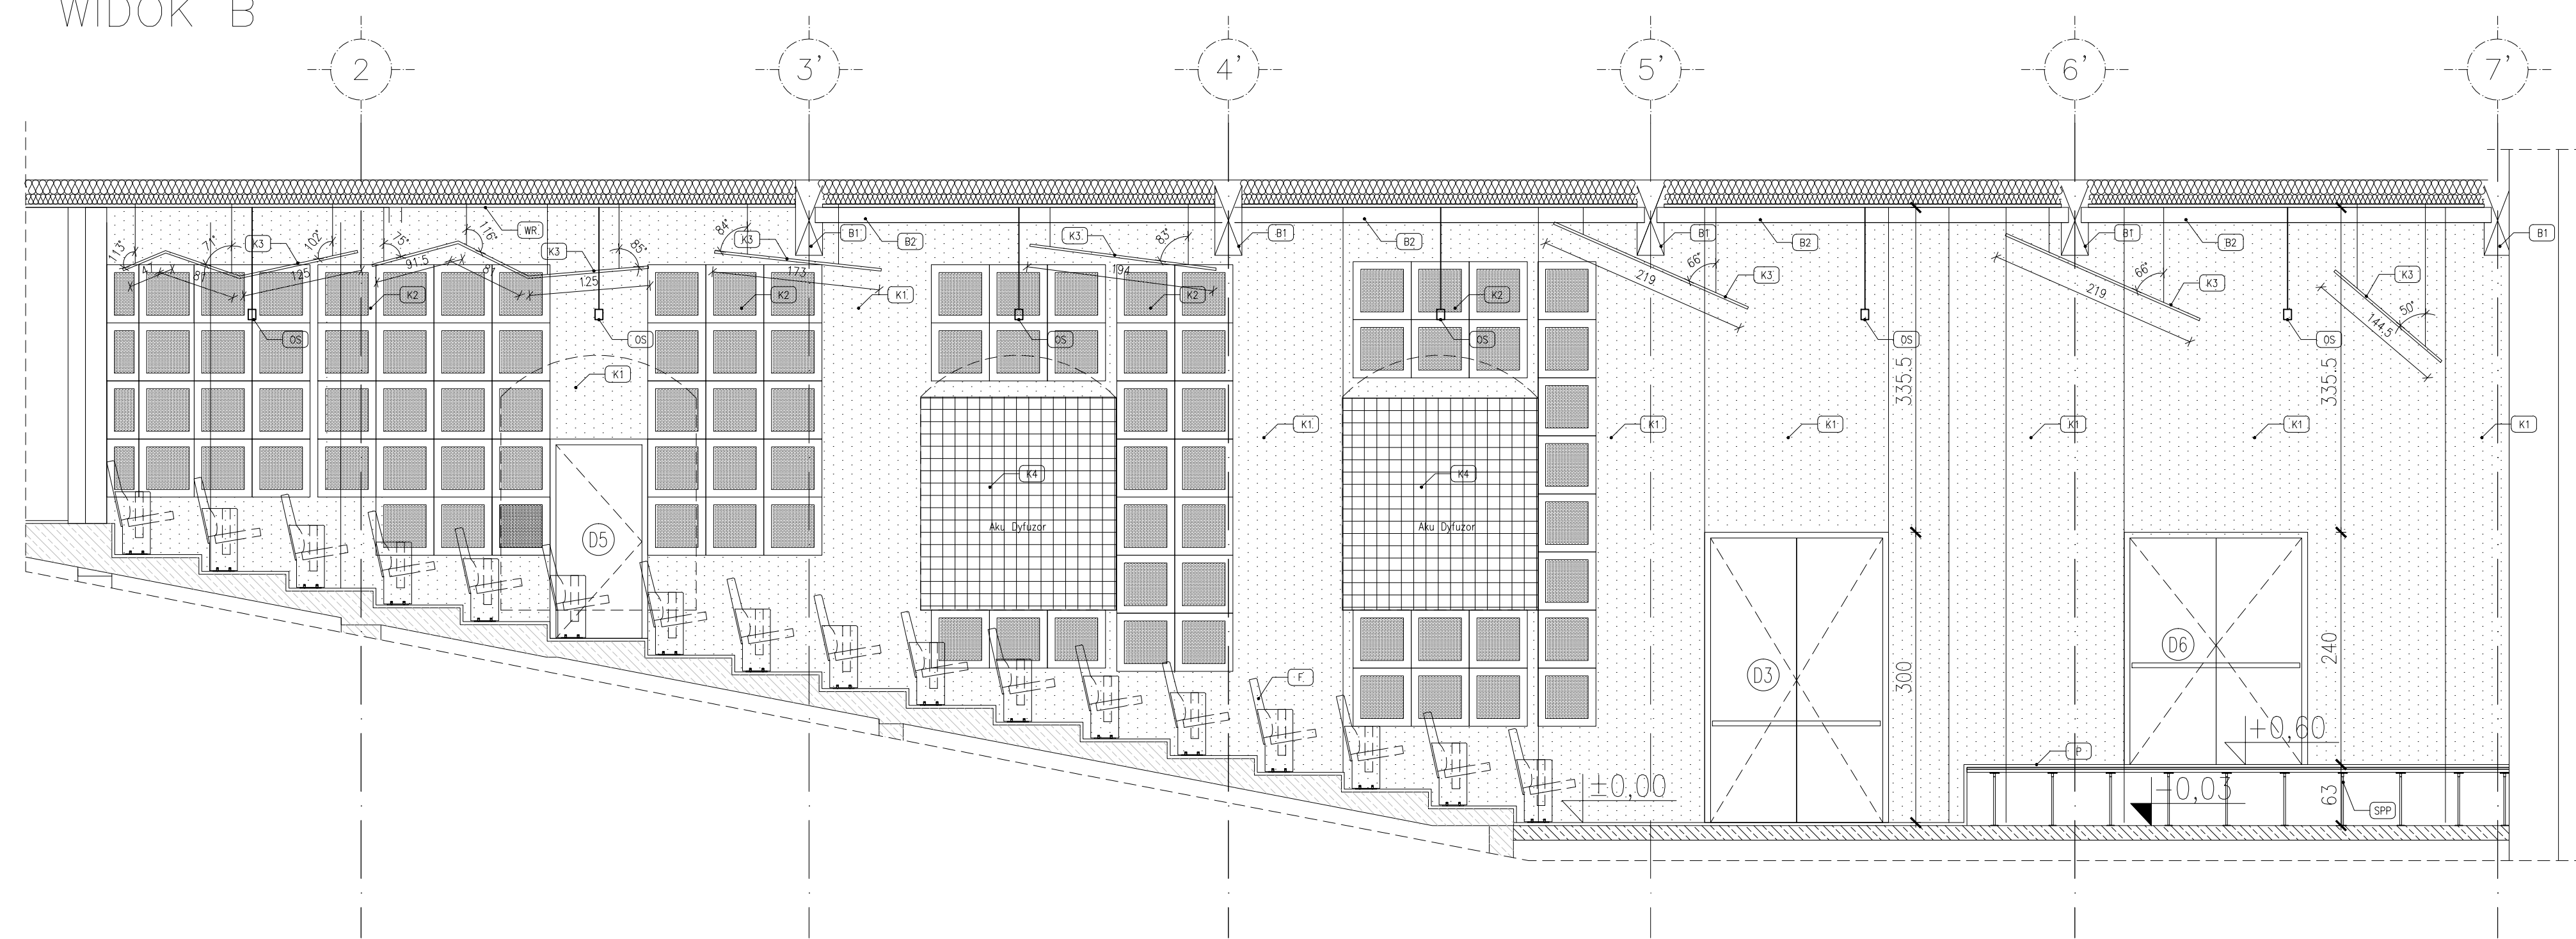 WIDOK B
2 3' 4' 5' 6' 7'
WR. B1 B2 B1 B2 B1 B2 B1 B2 B1
113° 71° K3 102° 75° 116° K3 85° 84° K3 K3 83° 66° K3 66° K3 K3 50°
41 81 125 91.5 81 125 173 194 219 219 144.5
K2 K2 K1 K2 K2
OS OS OS OS OS OS
K1 335.5 335.5
K1 K1 K1 K1 K1 K1
K4 K4
Aku Dyfuzor Aku Dyfuzor
D5 D6 240
F D3 300
+0,60
P
±0,00 -0,03 63 SPP